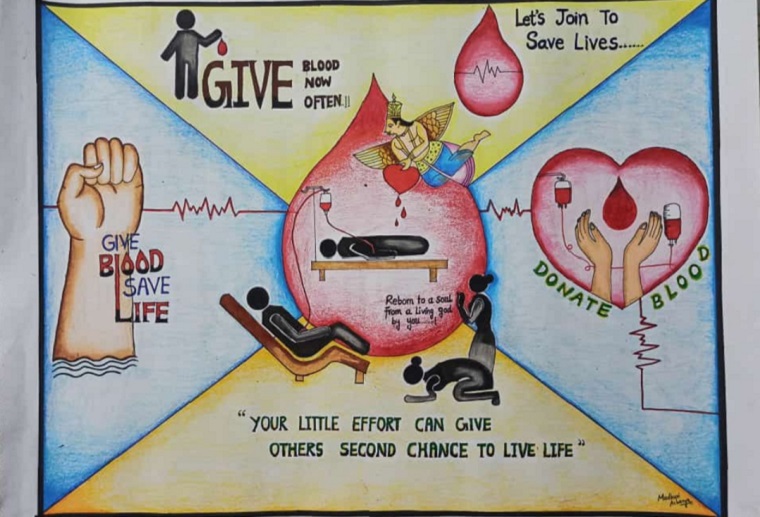 GIVE BLOOD
NOW
OFTEN..!!
Let's Join To
Save Lives......
GIVE
BLOOD
SAVE
LIFE
Reborn to a soul
from a living god
by you......!
DONATE BLOOD
"YOUR LITTLE EFFORT CAN GIVE
OTHERS SECOND CHANCE TO LIVE LIFE"